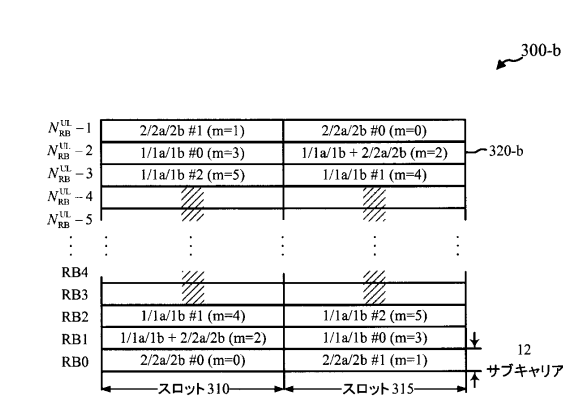 300-b
N_RB^UL −1 2/2a/2b #1 (m=1) 2/2a/2b #0 (m=0)
N_RB^UL −2 1/1a/1b #0 (m=3) 1/1a/1b + 2/2a/2b (m=2) 320-b
N_RB^UL −3 1/1a/1b #2 (m=5) 1/1a/1b #1 (m=4)
N_RB^UL −4
N_RB^UL −5
RB4
RB3
RB2 1/1a/1b #1 (m=4) 1/1a/1b #2 (m=5)
RB1 1/1a/1b + 2/2a/2b (m=2) 1/1a/1b #0 (m=3)
RB0 2/2a/2b #0 (m=0) 2/2a/2b #1 (m=1)
12
サブキャリア
スロット310 スロット315